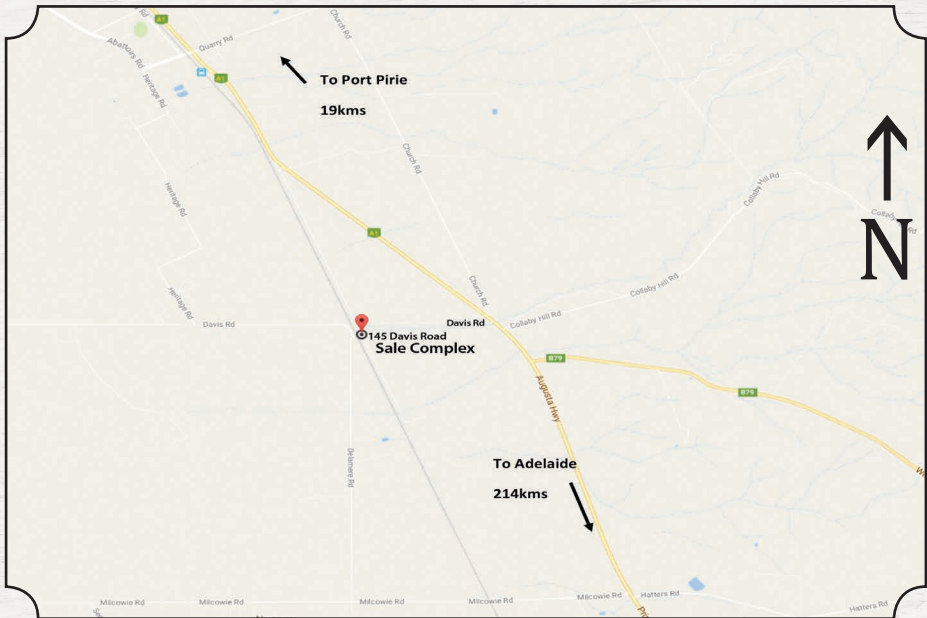 Rd
A1
Church Rd
Abattoirs Rd
Quarry Rd
A1
Heritage Rd
To Port Pirie
19kms
Church Rd
Collaby Hill Rd
Heritage Rd
Rd
N
A1
Church Rd
Collaby Hill Rd
Heritage Rd
Davis Rd
Davis Rd
Collaby Hill Rd
145 Davis Road
Sale Complex
B79
Augusta Hwy
B79
Delamere Rd
To Adelaide
214kms
Milcowie Rd
Milcowie Rd
Milcowie Rd
Milcowie Rd
Milcowie Rd
Hatters Rd
Hatters Rd